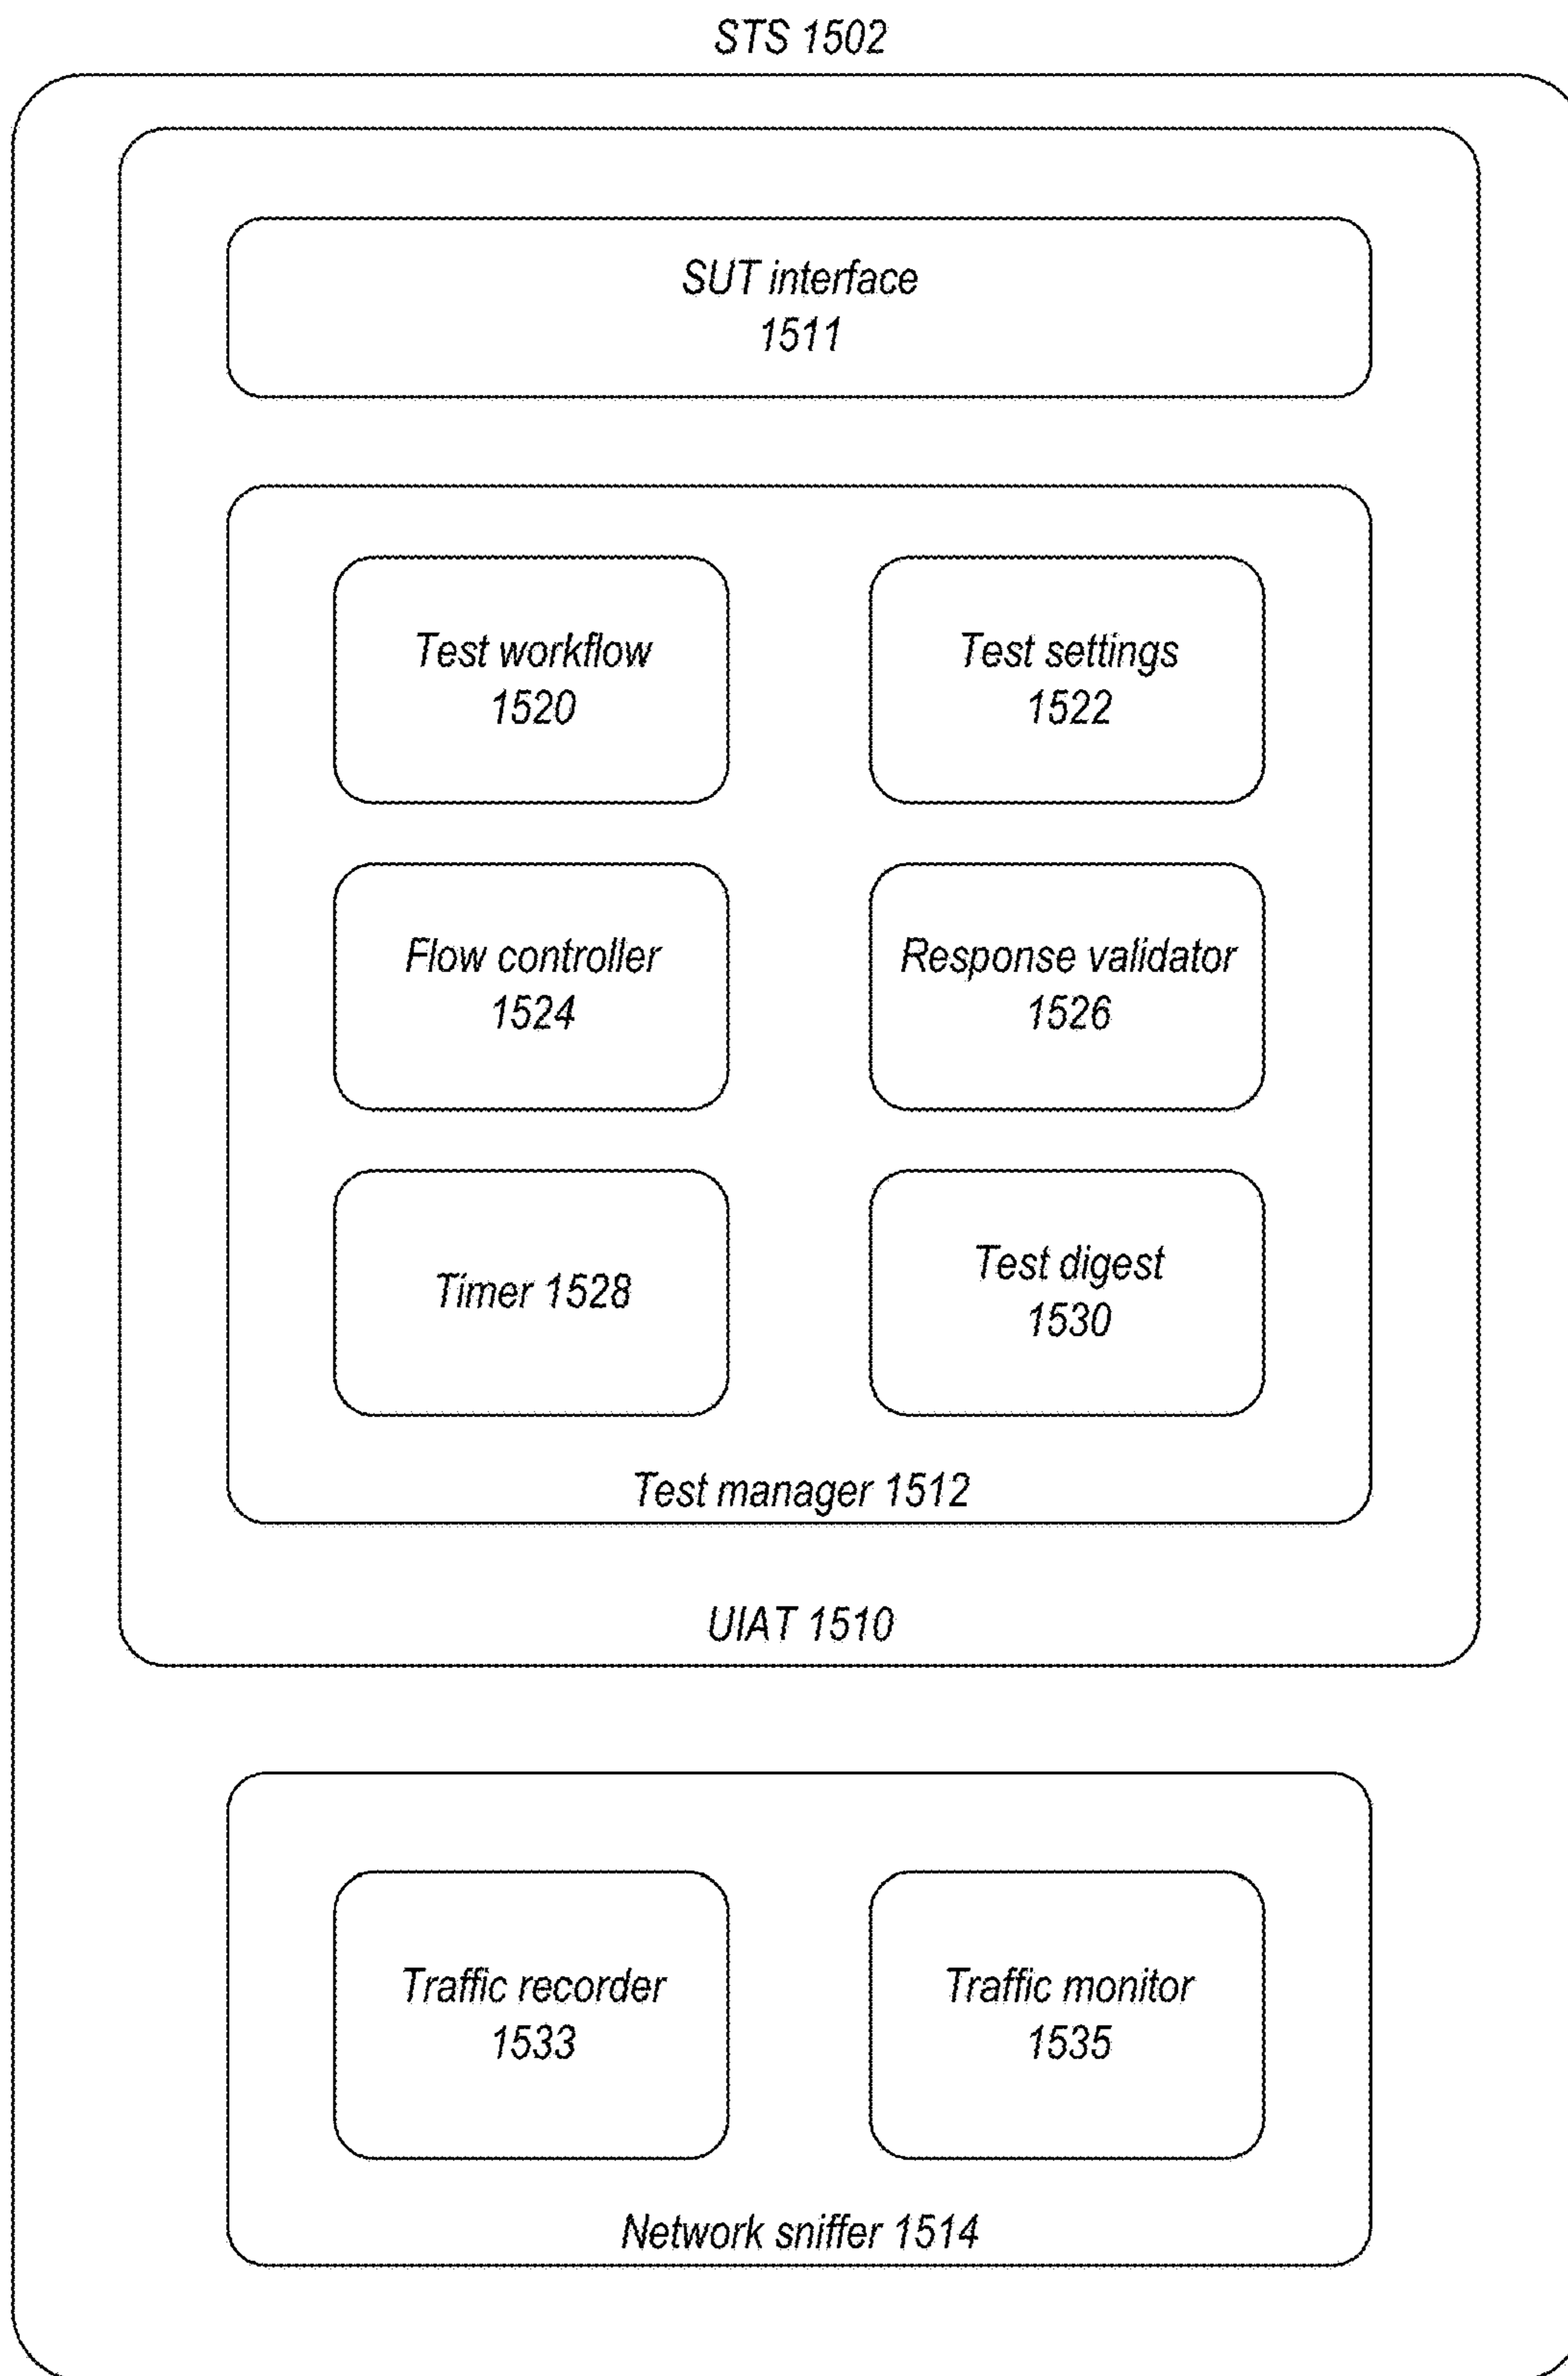 STS 1502
SUT interface
1511
Test workflow
1520
Test settings
1522
Flow controller
1524
Response validator
1526
Timer 1528
Test digest
1530
Test manager 1512
UIAT 1510
Traffic recorder
1533
Traffic monitor
1535
Network sniffer 1514